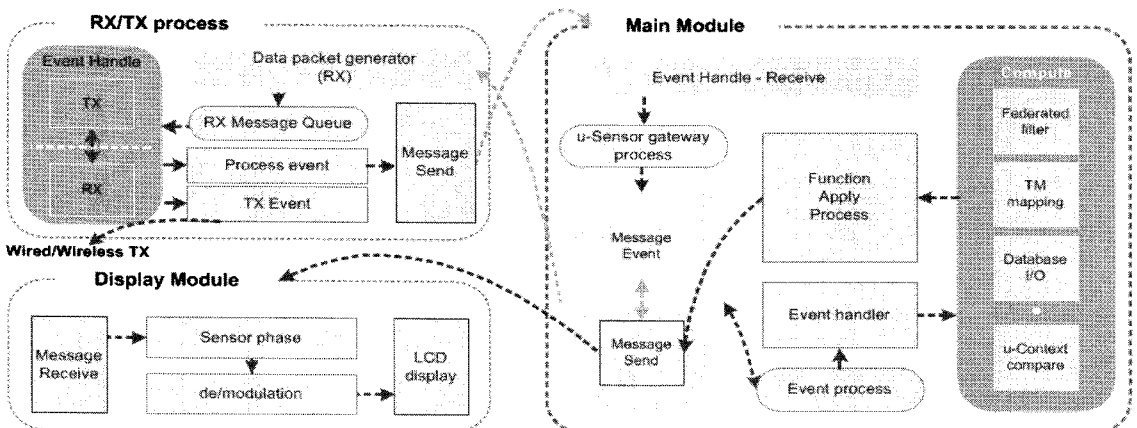 RX/TX process
Event Handle
TX
RX
Data packet generator
(RX)
RX Message Queue
Process event
TX Event
Message
Send
Wired/Wireless TX
Display Module
Message
Receive
Sensor phase
de/modulation
LCD
display
Main Module
Event Handle - Receive
u-Sensor gateway
process
Message
Event
Message
Send
Function
Apply
Process
Event handler
Event process
Compute
Federated
filter
TM
mapping
Database
I/O
u-Context
compare